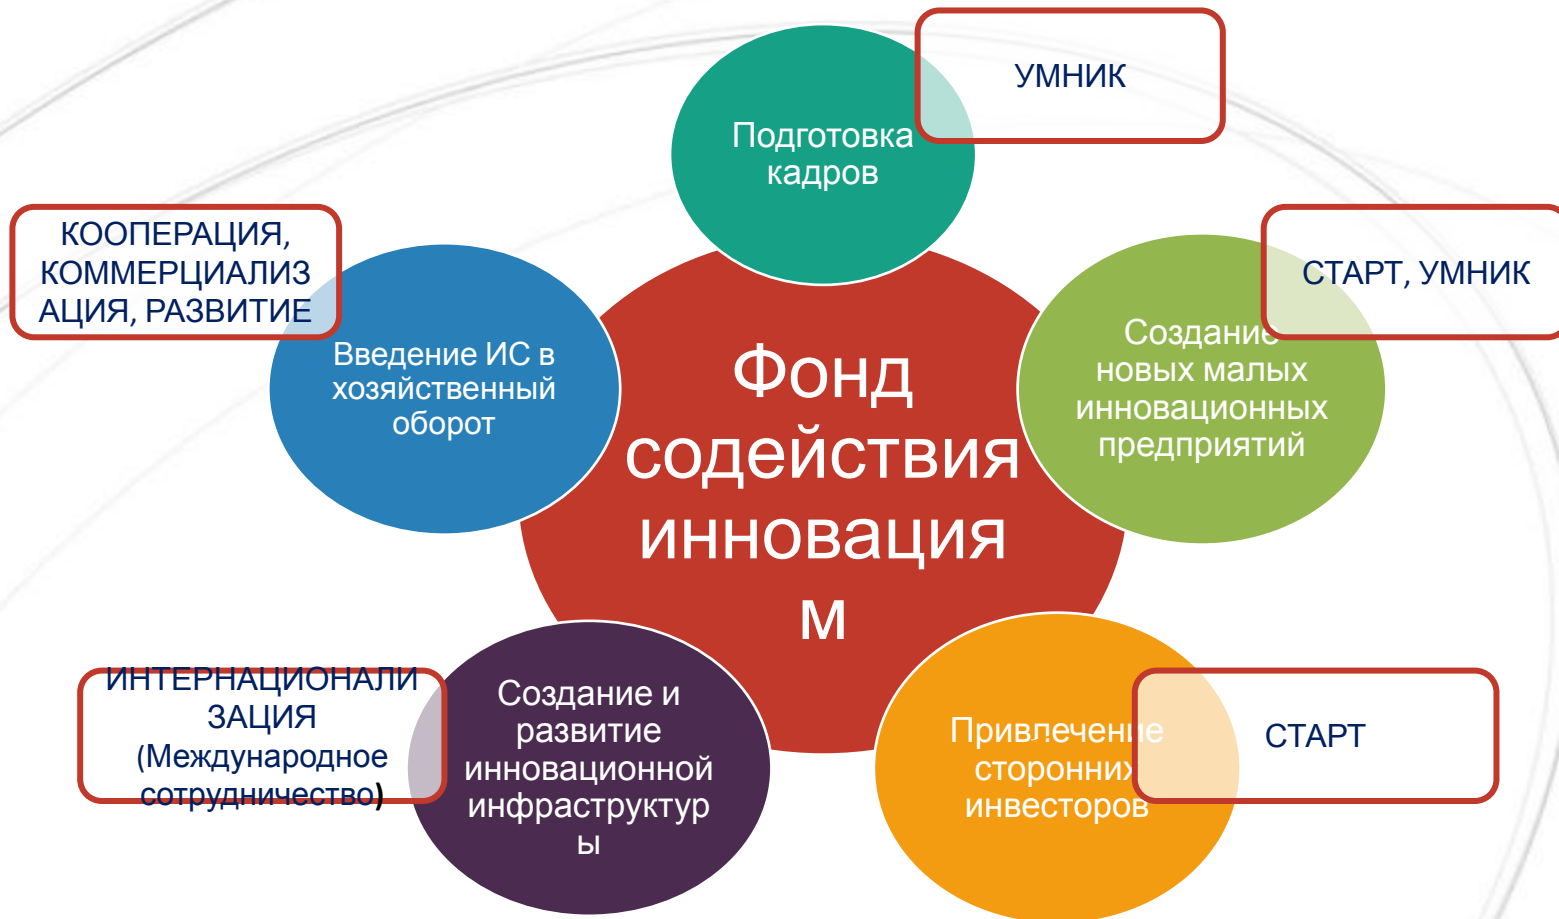 УМНИК
Подготовка
кадров
КООПЕРАЦИЯ,
КОММЕРЦИАЛИЗ
АЦИЯ, РАЗВИТИЕ
СТАРТ, УМНИК
Введение ИС в
хозяйственный
оборот
Создание
новых малых
инновационных
предприятий
Фонд
содействия
инновация
м
ИНТЕРНАЦИОНАЛИ
ЗАЦИЯ
(Международное
сотрудничество)
Создание и
развитие
инновационной
инфраструктур
ы
Привлечение
сторонних
инвесторов
СТАРТ